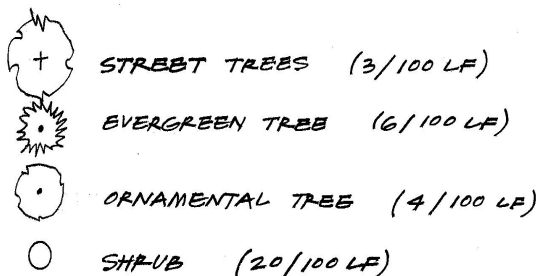 STREET TREES (3/100 LF)
EVERGREEN TREE (6/100 LF)
ORNAMENTAL TREE (4/100 LF)
SHRUB (20/100 LF)